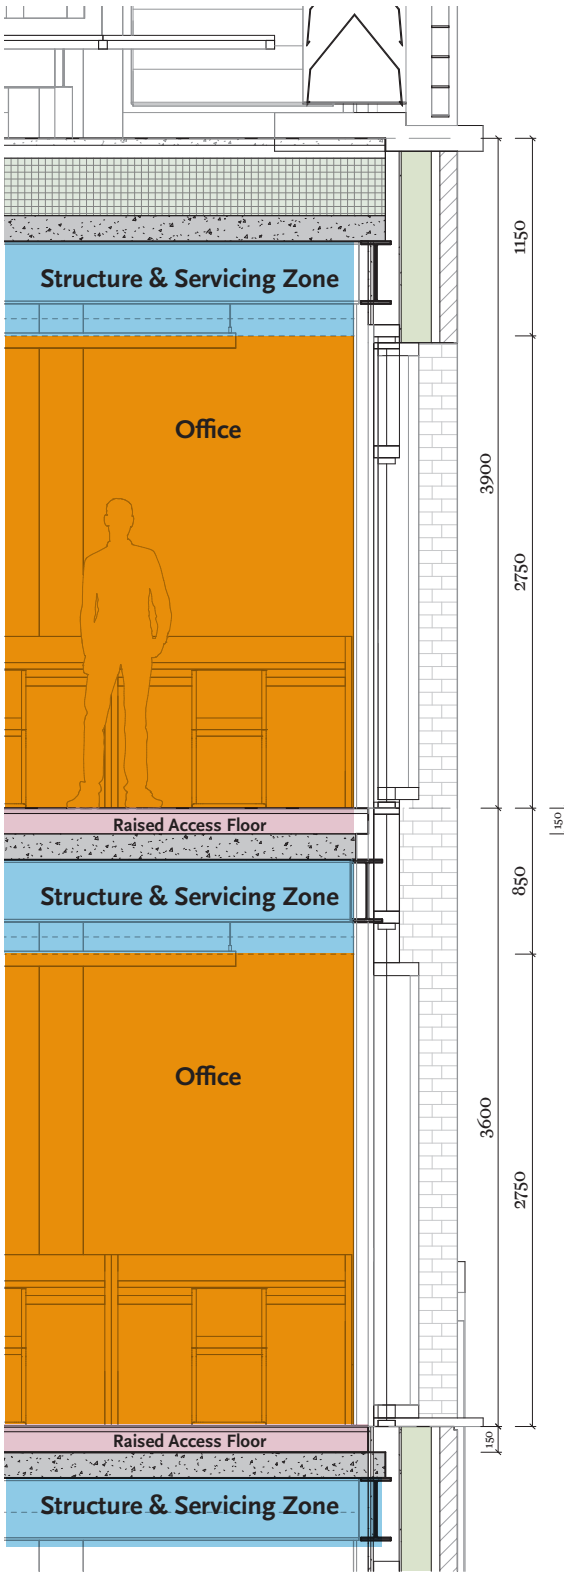 1150
Structure & Servicing Zone
Office
3900
2750
Raised Access Floor
150
850
Structure & Servicing Zone
Office
3600
2750
Raised Access Floor
150
Structure & Servicing Zone